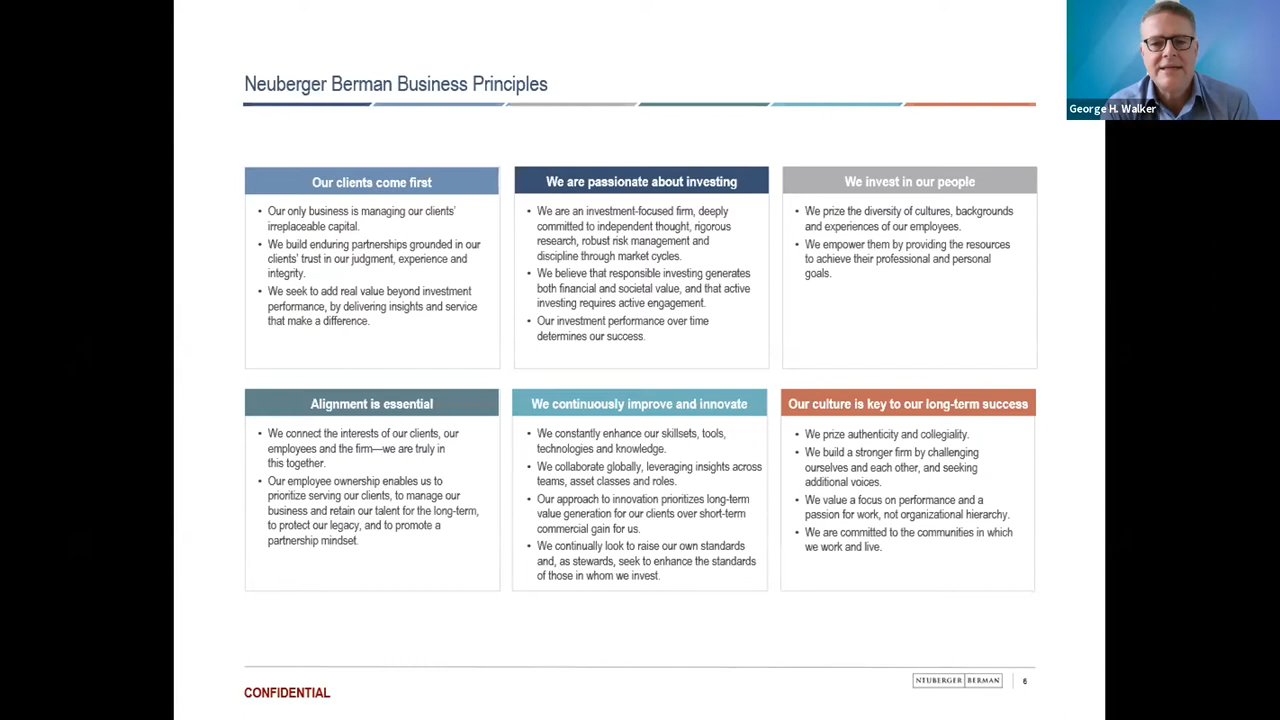 George H. Walker
Neuberger Berman Business Principles
Our clients come first
• Our only business is managing our clients’
irreplaceable capital.
• We build enduring partnerships grounded in our
clients’ trust in our judgment, experience and
integrity.
• We seek to add real value beyond investment
performance, by delivering insights and service
that make a difference.
We are passionate about investing
• We are an investment-focused firm, deeply
committed to independent thought, rigorous
research, robust risk management and
discipline through market cycles.
• We believe that responsible investing generates
both financial and societal value, and that active
investing requires active engagement.
• Our investment performance over time
determines our success.
We invest in our people
• We prize the diversity of cultures, backgrounds
and experiences of our employees.
• We empower them by providing the resources
to achieve their professional and personal
goals.
Alignment is essential
• We connect the interests of our clients, our
employees and the firm—we are truly in
this together.
• Our employee ownership enables us to
prioritize serving our clients, to manage our
business and retain our talent for the long-term,
to protect our legacy, and to promote a
partnership mindset.
We continuously improve and innovate
• We constantly enhance our skillsets, tools,
technologies and knowledge.
• We collaborate globally, leveraging insights across
teams, asset classes and roles.
• Our approach to innovation prioritizes long-term
value generation for our clients over short-term
commercial gain for us.
• We continually look to raise our own standards
and, as stewards, seek to enhance the standards
of those in whom we invest.
Our culture is key to our long-term success
• We prize authenticity and collegiality.
• We build a stronger firm by challenging
ourselves and each other, and seeking
additional voices.
• We value a focus on performance and a
passion for work, not organizational hierarchy.
• We are committed to the communities in which
we work and live.
CONFIDENTIAL
NEUBERGER BERMAN
6